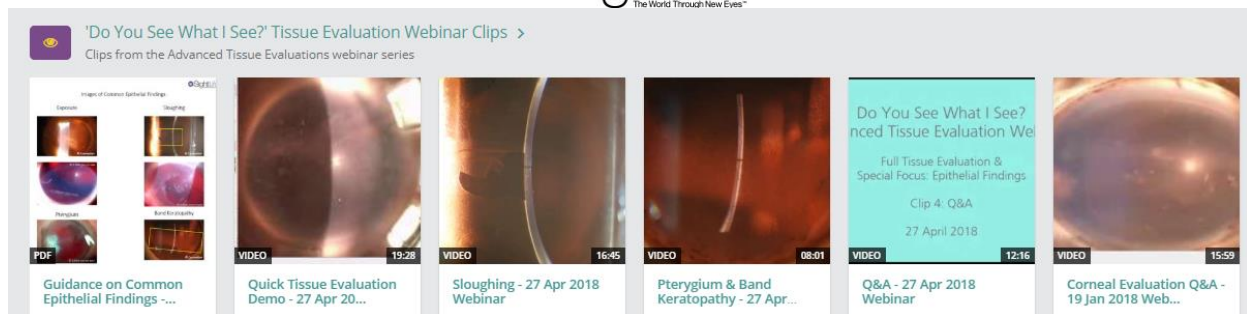 The World Through New Eyes™
'Do You See What I See?' Tissue Evaluation Webinar Clips >
Clips from the Advanced Tissue Evaluations webinar series
Images of Common Epithelial Findings
Exposure
Sloughing
Pterygium
Band Keratopathy
PDF
Guidance on Common
Epithelial Findings -...
VIDEO
19:28
Quick Tissue Evaluation
Demo - 27 Apr 20...
VIDEO
16:45
Sloughing - 27 Apr 2018
Webinar
VIDEO
08:01
Pterygium & Band
Keratopathy - 27 Apr...
Do You See What I See?
nced Tissue Evaluation We
Full Tissue Evaluation &
Special Focus: Epithelial Findings
Clip 4: Q&A
27 April 2018
VIDEO
12:16
Q&A - 27 Apr 2018
Webinar
VIDEO
15:59
Corneal Evaluation Q&A -
19 Jan 2018 Web...